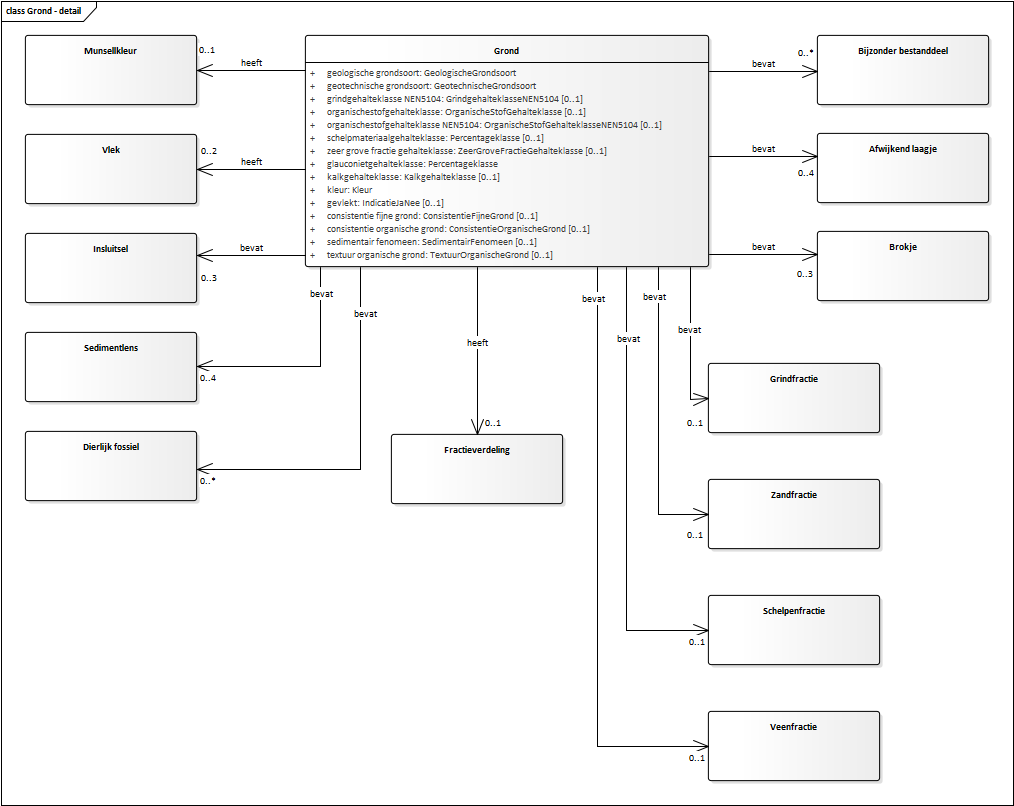 class Grond - detail
Munsellkleur
0..1
heeft
Vlek
0..2
heeft
Insluitsel
bevat
0..3
Sedimentlens
bevat
0..4
Dierlijk fossiel
bevat
0..*
Grond
+ geologische grondsoort: GeologischeGrondsoort
+ geotechnische grondsoort: GeotechnischeGrondsoort
+ grindgehalteklasse NEN5104: GrindgehalteklasseNEN5104 [0..1]
+ organischestofgehalteklasse: OrganischeStofGehalteklasse [0..1]
+ organischestofgehalteklasse NEN5104: OrganischeStofGehalteklasseNEN5104 [0..1]
+ schelpmateriaalgehalteklasse: Percentageklasse [0..1]
+ zeer grove fractie gehalteklasse: ZeerGroveFractieGehalteklasse [0..1]
+ glauconietgehalteklasse: Percentageklasse
+ kalkgehalteklasse: Kalkgehalteklasse [0..1]
+ kleur: Kleur
+ gevlekt: IndicatieJaNee [0..1]
+ consistentie fijne grond: ConsistentieFijneGrond [0..1]
+ consistentie organische grond: ConsistentieOrganischeGrond [0..1]
+ sedimentair fenomeen: SedimentairFenomeen [0..1]
+ textuur organische grond: TextuurOrganischeGrond [0..1]
heeft
0..1
Fractieverdeling
bevat
0..*
Bijzonder bestanddeel
bevat
0..4
Afwijkend laagje
bevat
0..3
Brokje
bevat
0..1
Grindfractie
bevat
0..1
Zandfractie
bevat
0..1
Schelpenfractie
bevat
0..1
Veenfractie